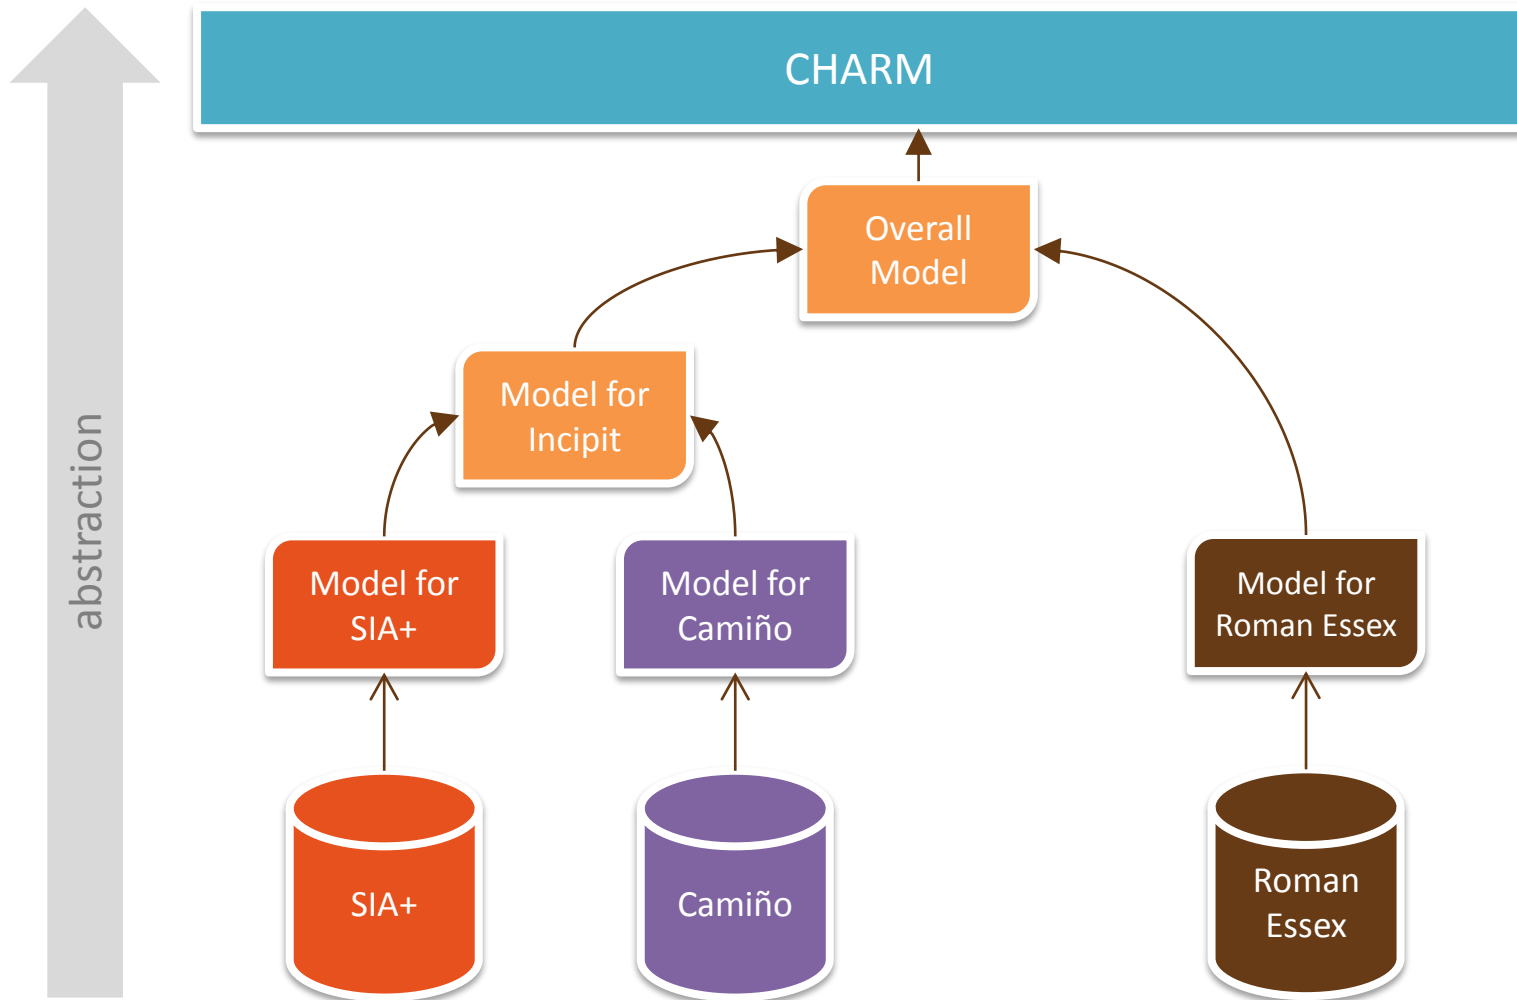 CHARM
Overall
Model
Model for
Incipit
abstraction
Model for
SIA+
Model for
Camiño
Model for
Roman Essex
SIA+
Camiño
Roman
Essex